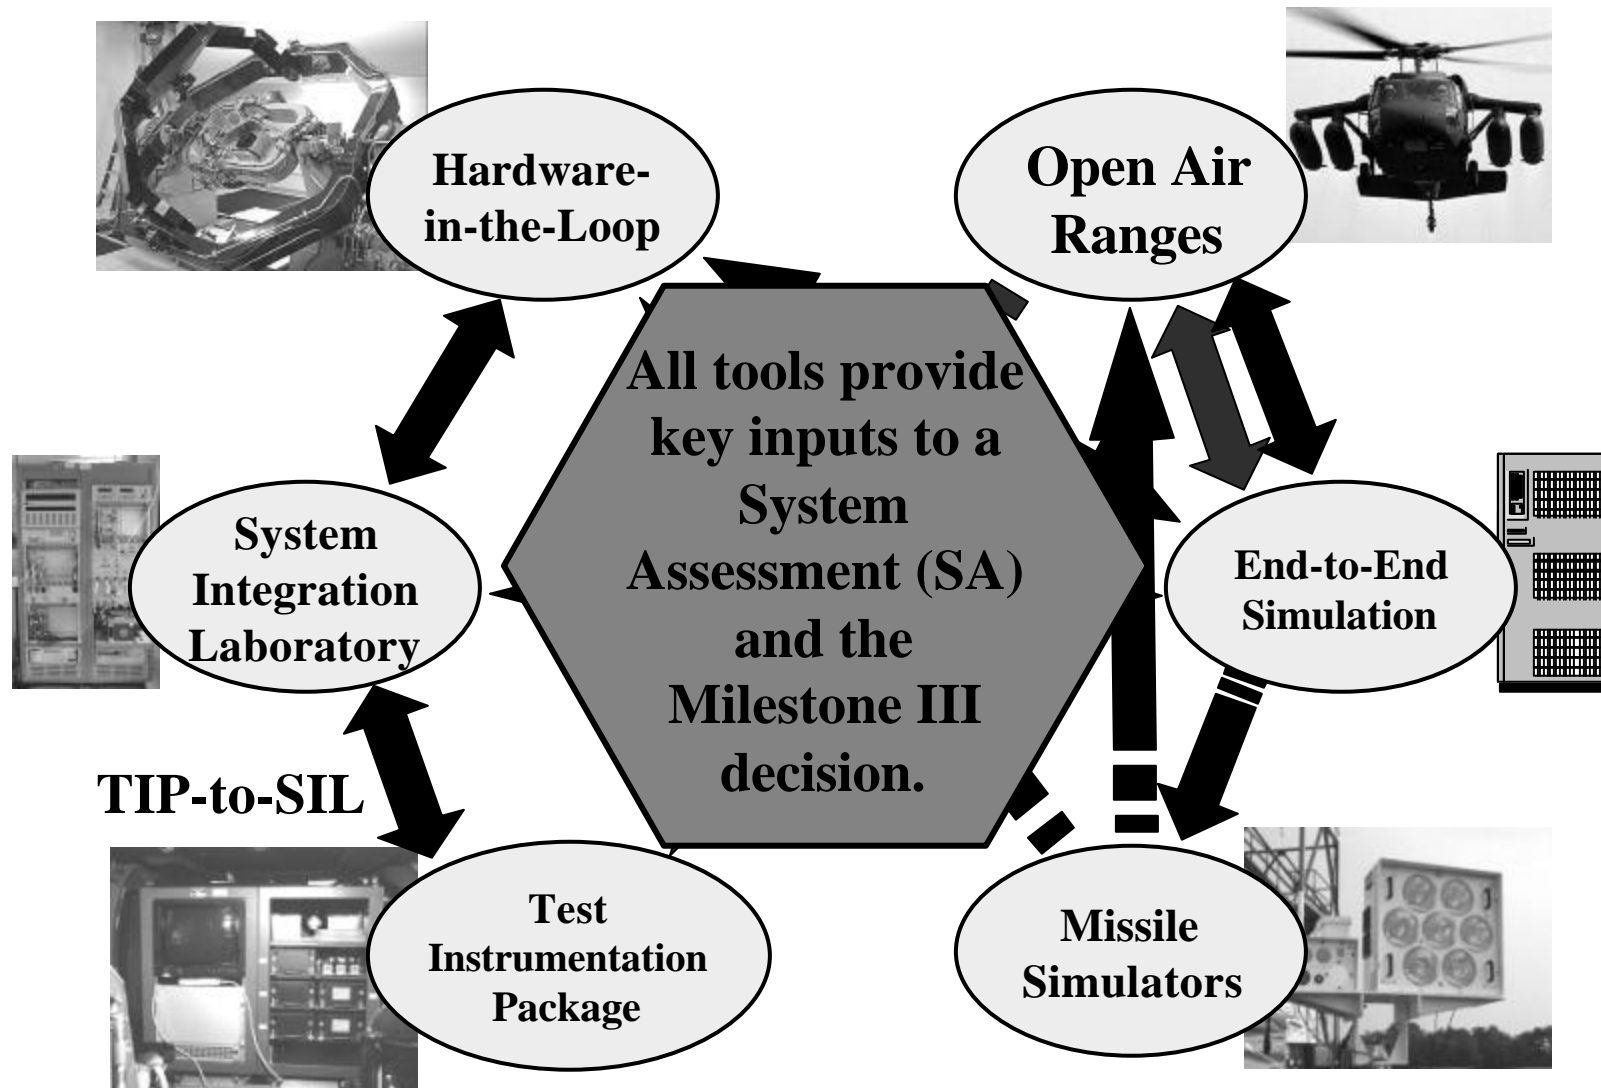 Hardware-
in-the-Loop
Open Air
Ranges
All tools provide
key inputs to a
System
Assessment (SA)
and the
Milestone III
decision.
System
Integration
Laboratory
End-to-End
Simulation
TIP-to-SIL
Test
Instrumentation
Package
Missile
Simulators